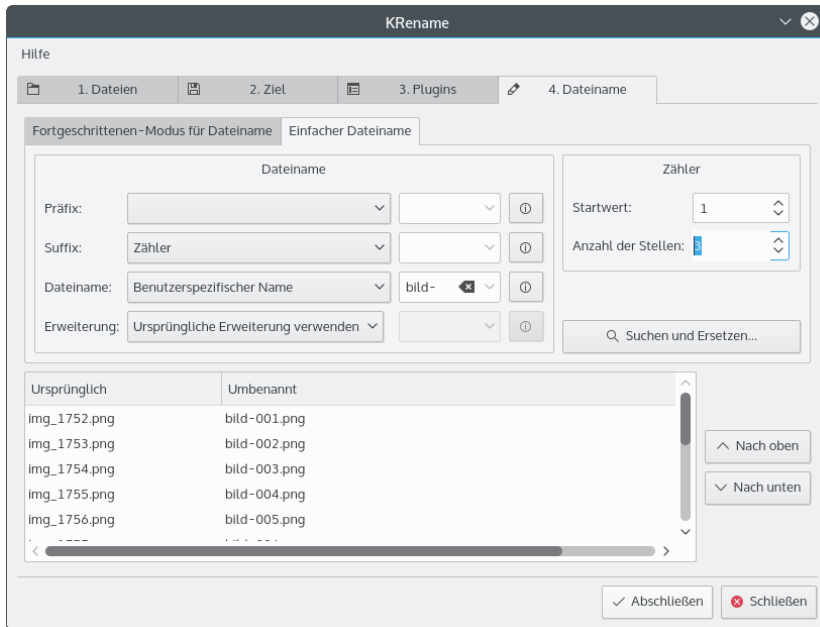 KRename
Hilfe
1. Dateien 2. Ziel 3. Plugins 4. Dateiname
Fortgeschrittenen-Modus für Dateiname Einfacher Dateiname
Dateiname
Präfix:
Suffix: Zähler
Dateiname: Benutzerspezifischer Name bild-
Erweiterung: Ursprüngliche Erweiterung verwenden
Zähler
Startwert: 1
Anzahl der Stellen: 3
Suchen und Ersetzen...
Ursprünglich Umbenannt
img_1752.png bild-001.png
img_1753.png bild-002.png
img_1754.png bild-003.png
img_1755.png bild-004.png
img_1756.png bild-005.png
Nach oben
Nach unten
Abschließen Schließen